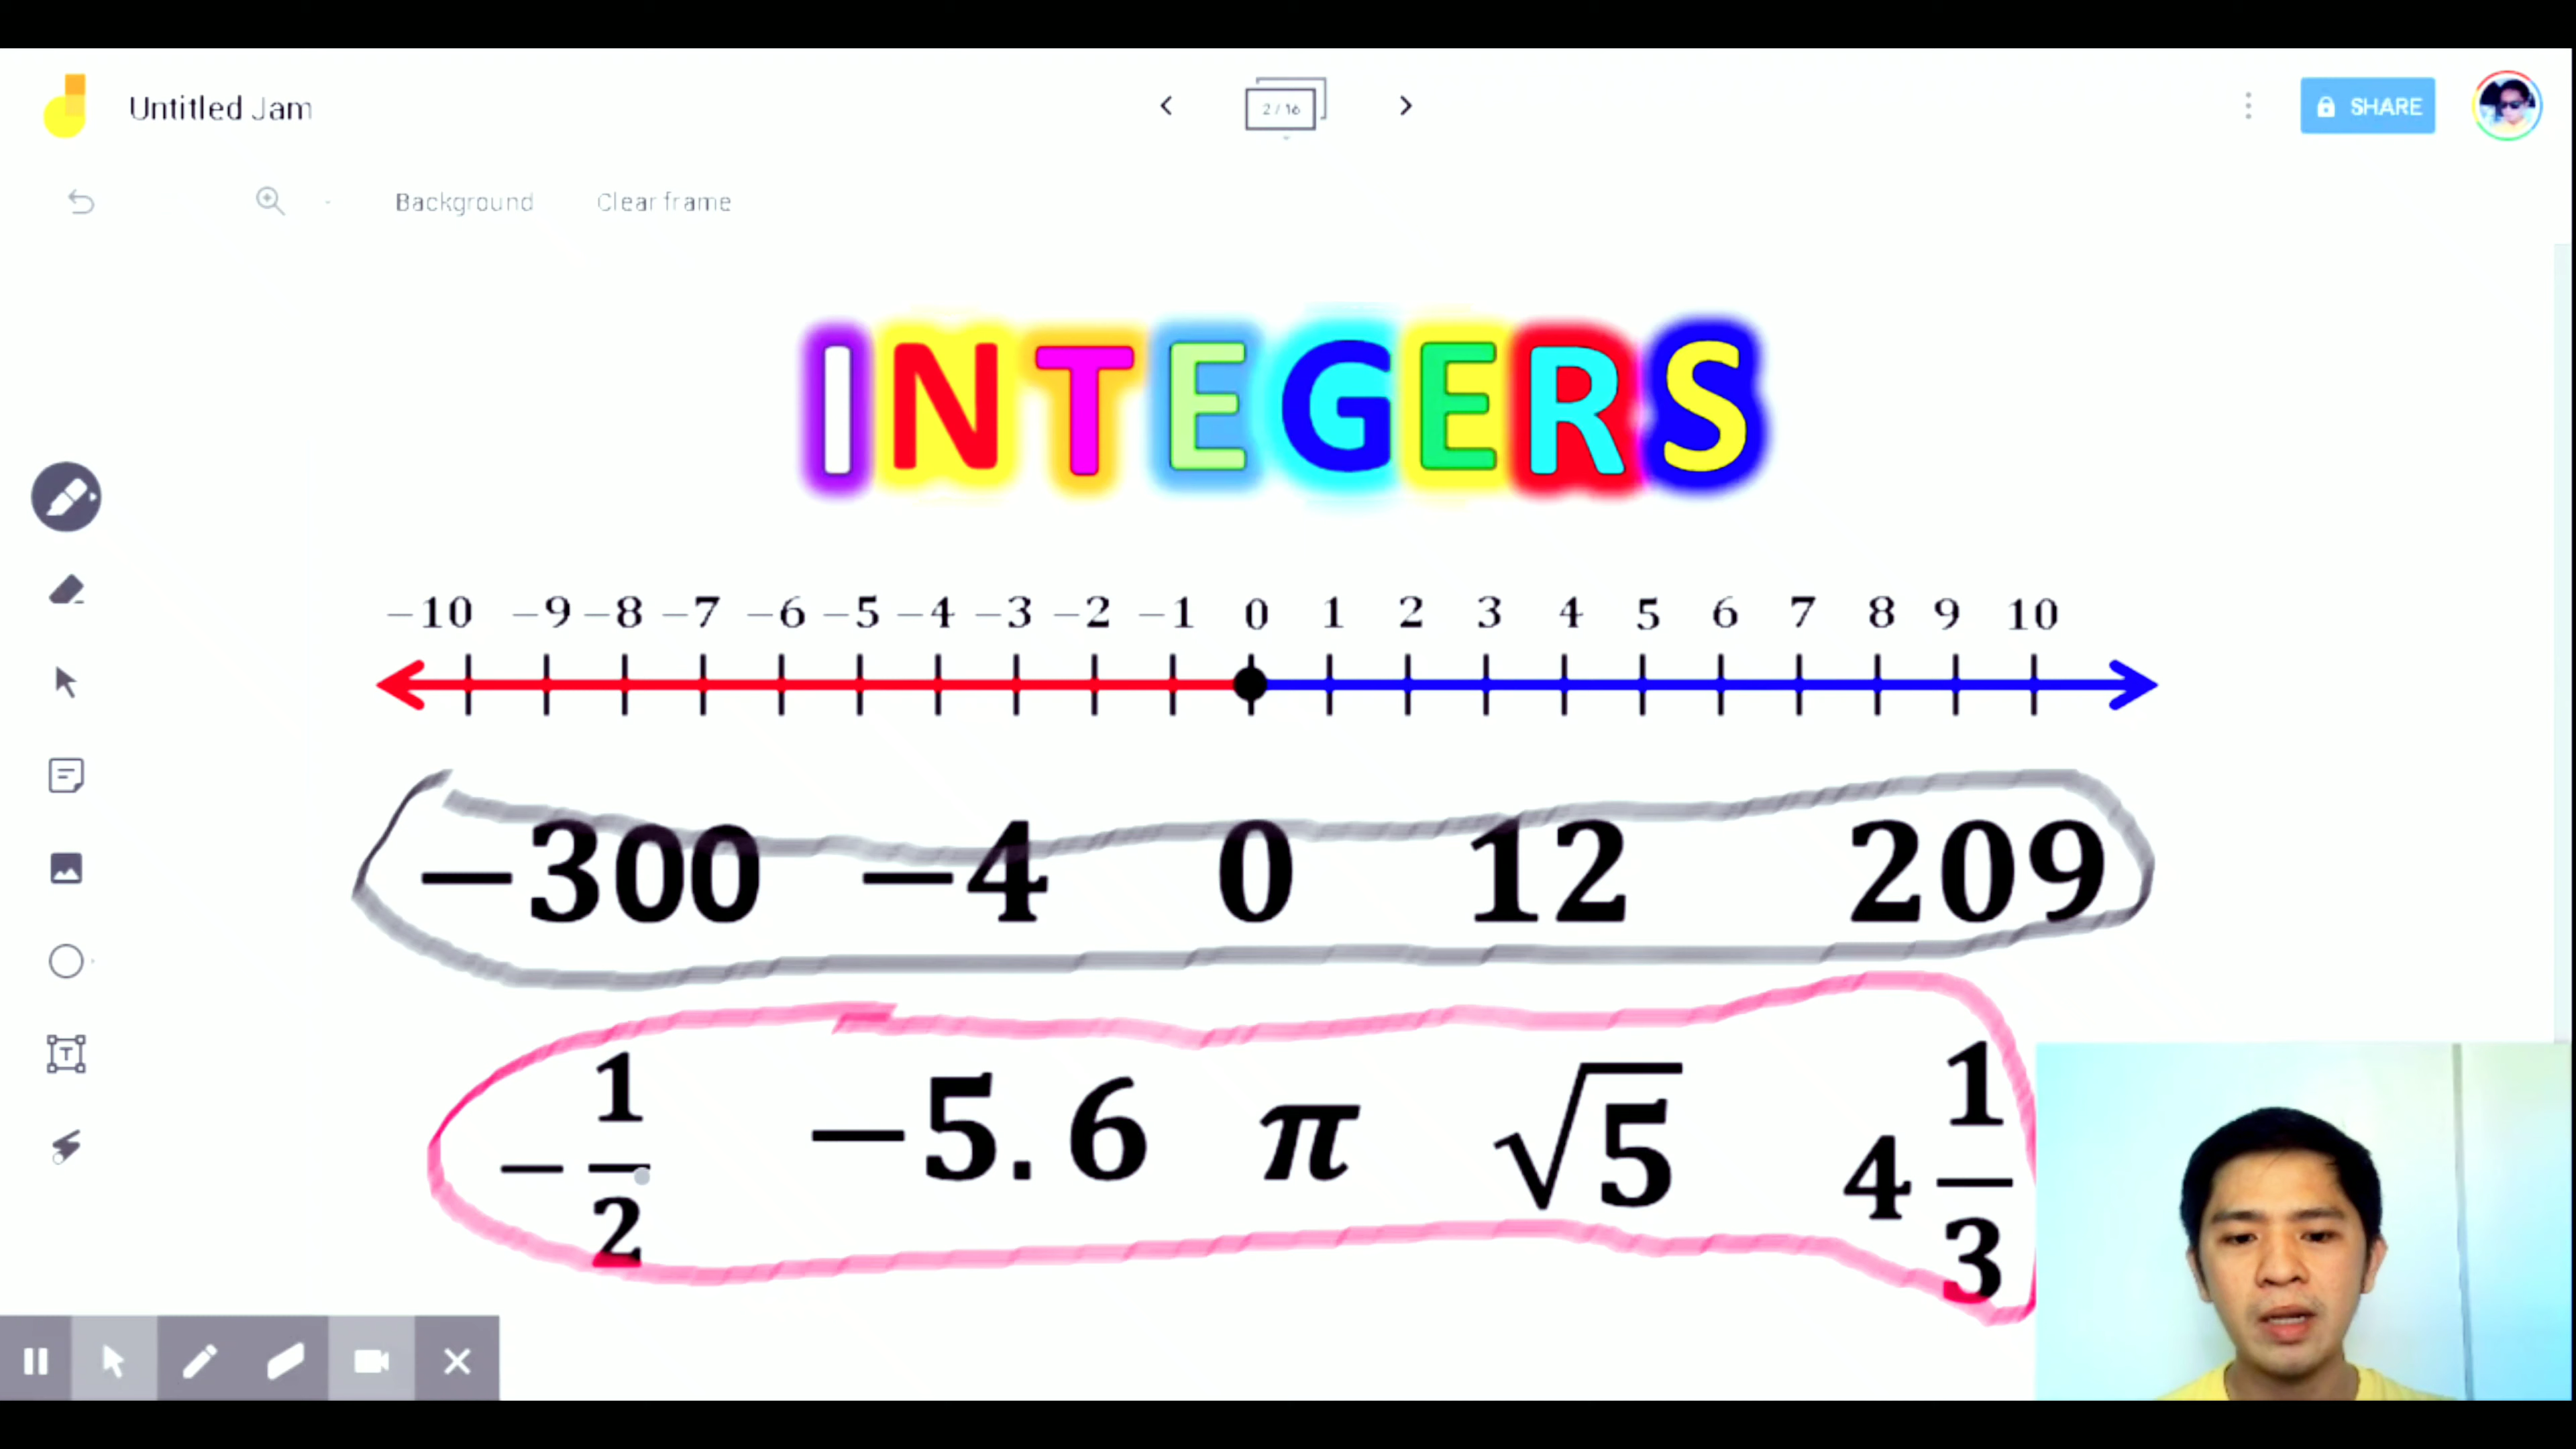 Untitled Jam
2 / 16
SHARE
Background
Clear frame
INTEGERS
−10 −9 −8 −7 −6 −5 −4 −3 −2 −1 0 1 2 3 4 5 6 7 8 9 10
−300 −4 0 12 209
−1/2 −5.6 π √5 4 1/3